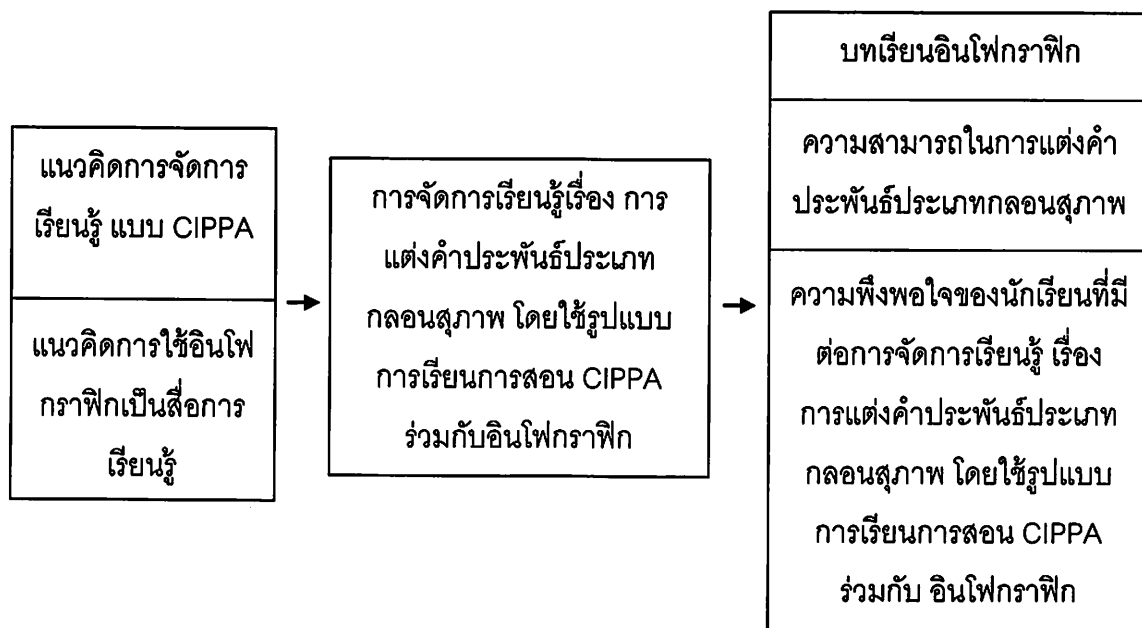 แนวคิดการจัดการ
เรียนรู้ แบบ CIPPA
แนวคิดการใช้อินโฟ
กราฟิกเป็นสื่อการ
เรียนรู้
การจัดการเรียนรู้เรื่อง การ
แต่งคำประพันธ์ประเภท
กลอนสุภาพ โดยใช้รูปแบบ
การเรียนการสอน CIPPA
ร่วมกับอินโฟกราฟิก
บทเรียนอินโฟกราฟิก
ความสามารถในการแต่งคำ
ประพันธ์ประเภทกลอนสุภาพ
ความพึงพอใจของนักเรียนที่มี
ต่อการจัดการเรียนรู้ เรื่อง
การแต่งคำประพันธ์ประเภท
กลอนสุภาพ โดยใช้รูปแบบ
การเรียนการสอน CIPPA
ร่วมกับ อินโฟกราฟิก